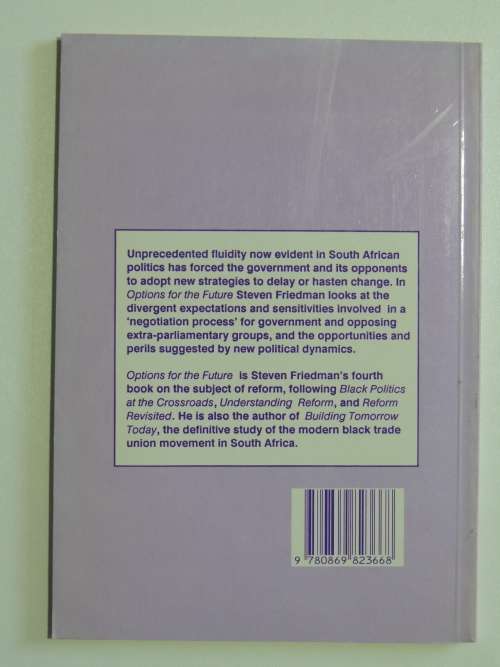 Unprecedented fluidity now evident in South African
politics has forced the government and its opponents
to adopt new strategies to delay or hasten change. In
Options for the Future Steven Friedman looks at the
divergent expectations and sensitivities involved in a
‘negotiation process’ for government and opposing
extra-parliamentary groups, and the opportunities and
perils suggested by new political dynamics.
Options for the Future is Steven Friedman's fourth
book on the subject of reform, following Black Politics
at the Crossroads, Understanding Reform, and Reform
Revisited. He is also the author of Building Tomorrow
Today, the definitive study of the modern black trade
union movement in South Africa.
9 780869 823668